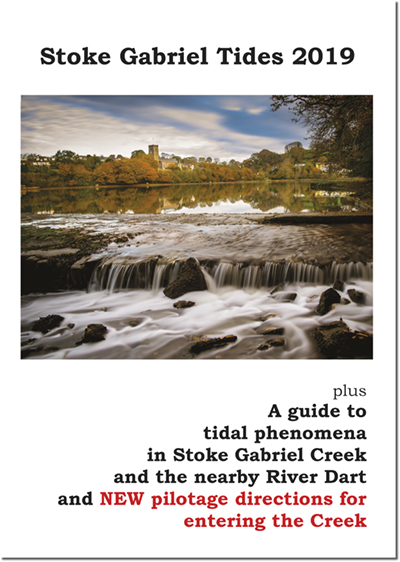 Stoke Gabriel Tides 2019
plus
A guide to
tidal phenomena
in Stoke Gabriel Creek
and the nearby River Dart
and NEW pilotage directions for
entering the Creek